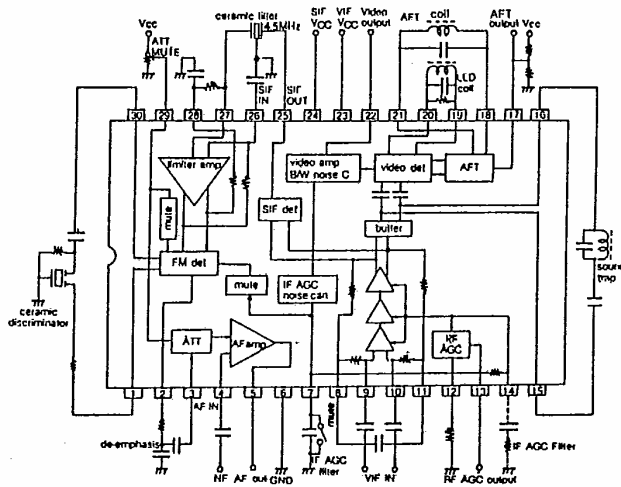 Vcc
ATT
MUTE
ceramic filter
4.5MHz
SIF
IN
SIF
OUT
SIF
VCC
VIF
VCC
Video
output
AFT
coil
LLD
coil
AFT
output
Vcc
30
29
28
27
26
25
24
23
22
21
20
19
18
17
16
limiter amp
mute
FM det
SIF det
video amp
B/W noise C
video det
AFT
buffer
mute
IF AGC
noise can
ATT
AF amp
RF
AGC
ceramic
discriminator
sound
trap
1
2
3
4
5
6
7
8
9
10
11
12
13
14
15
AF IN
mute
de-emphasis
NF
AF out
GND
IF AGC
filter
VIF IN
RF AGC output
IF AGC Filter